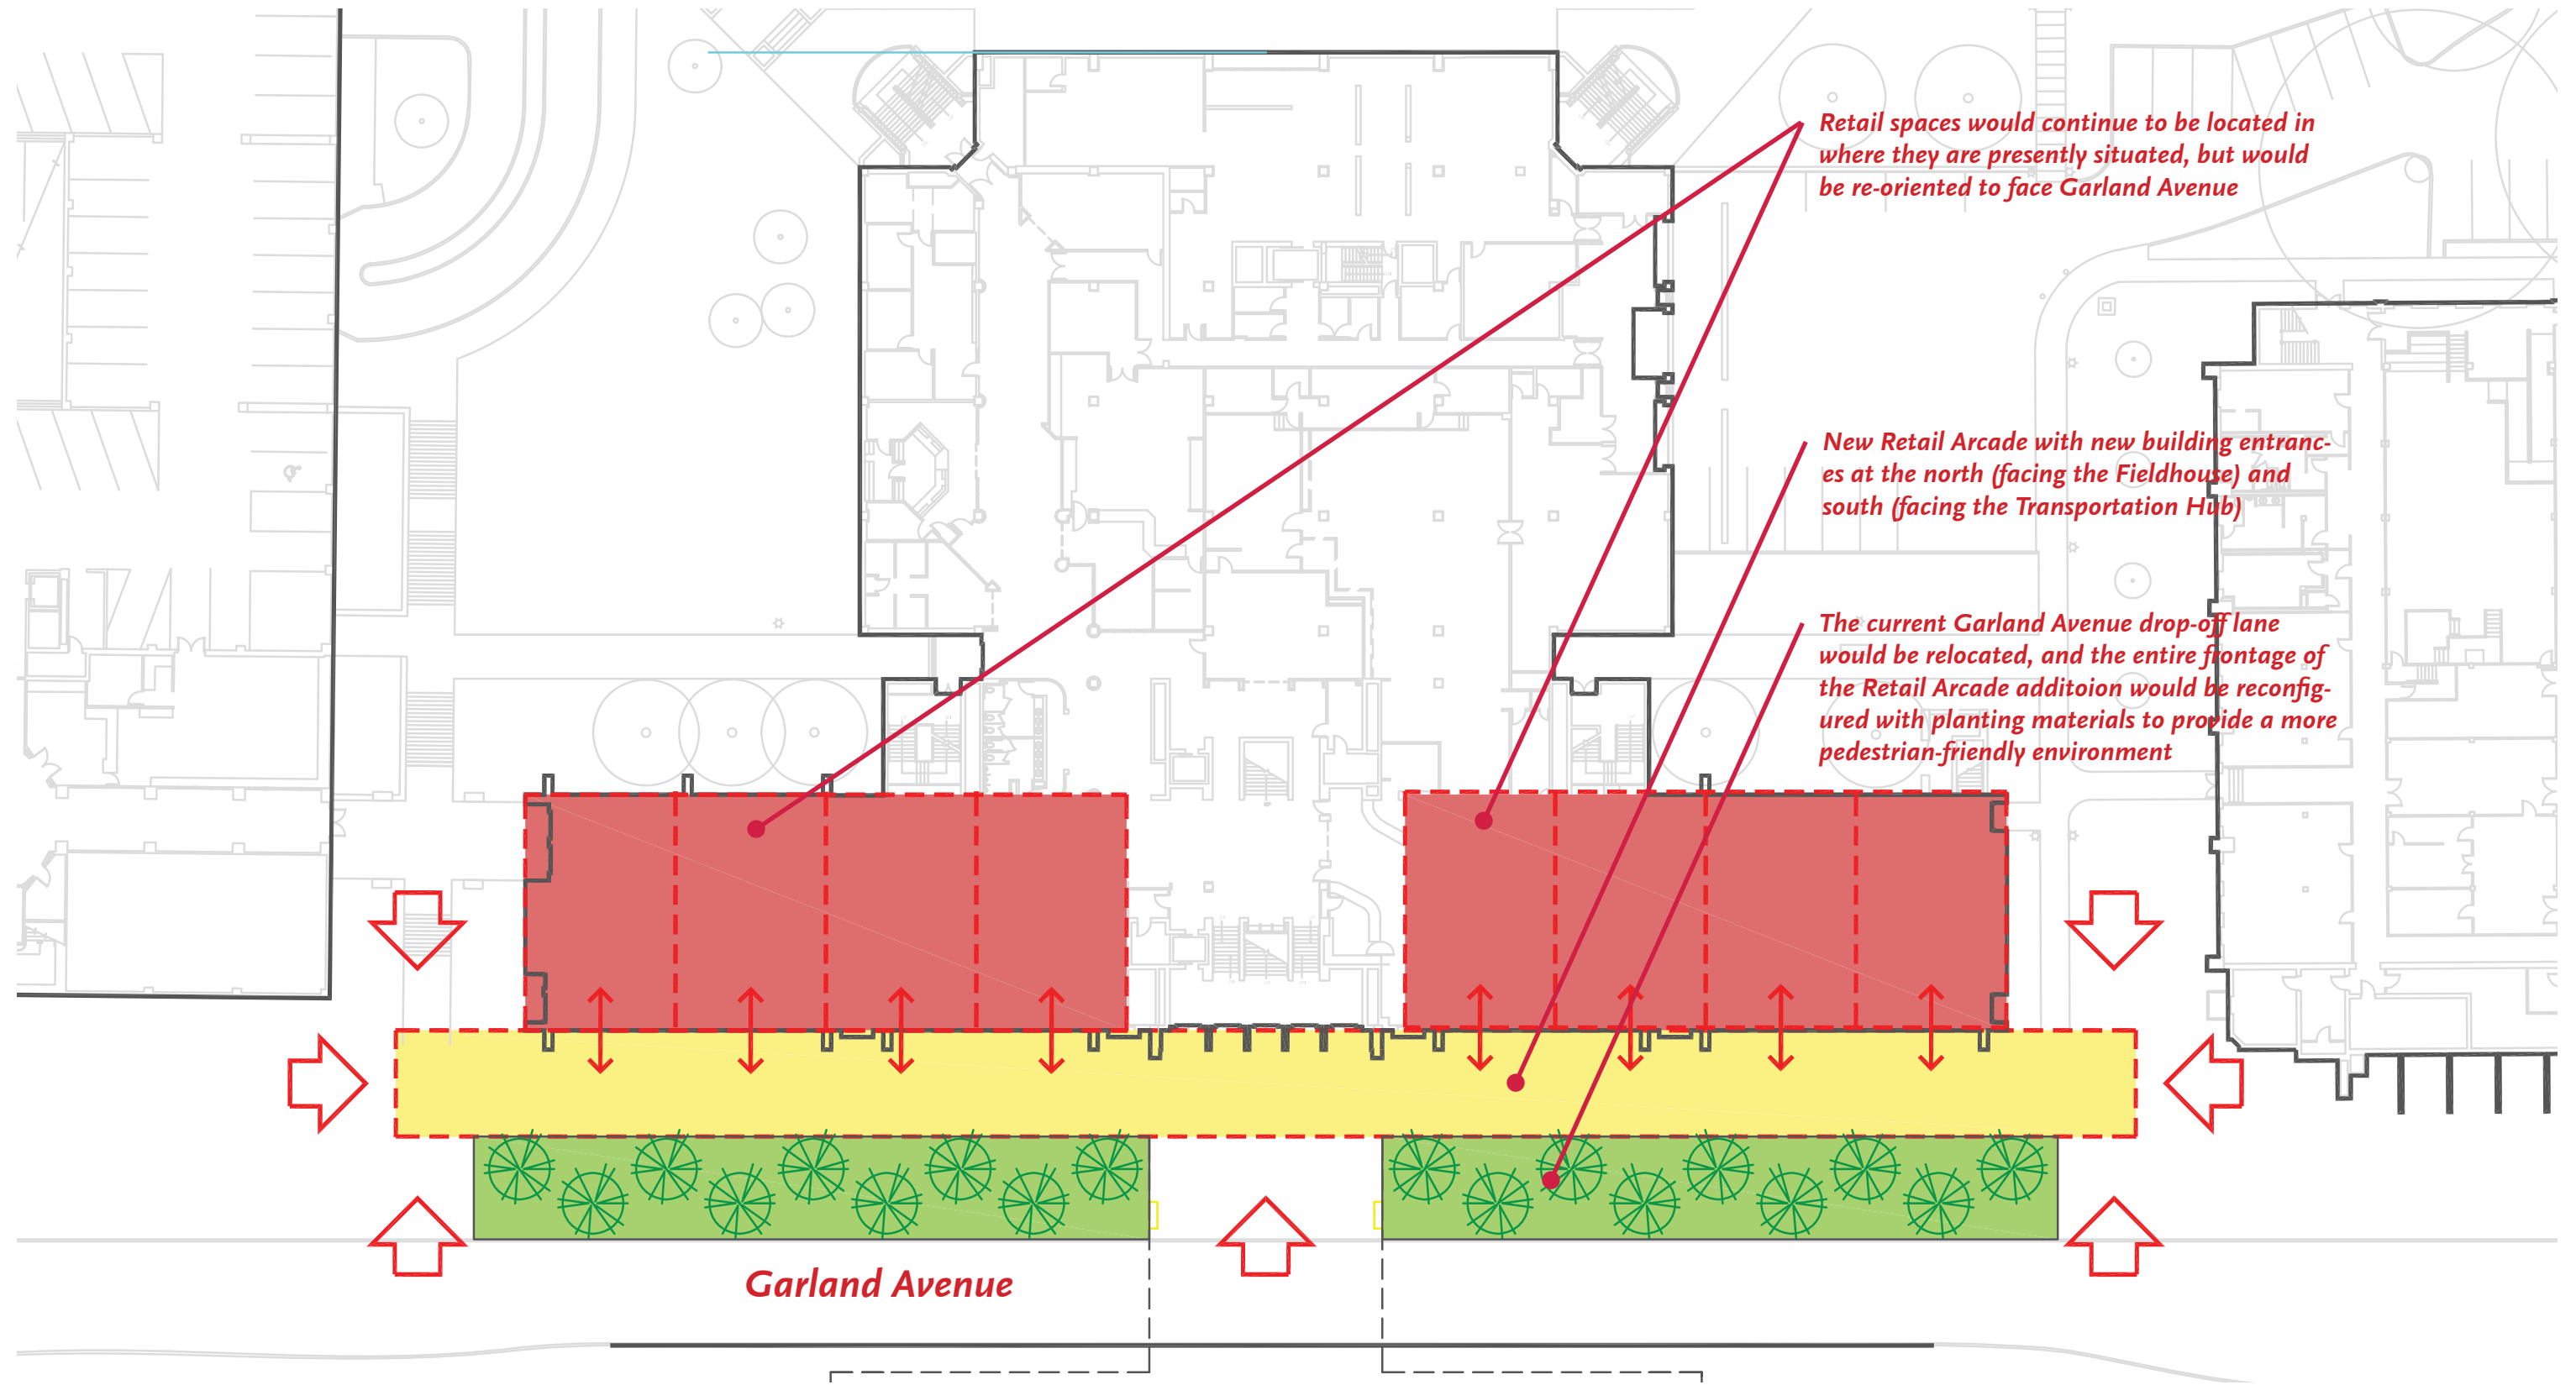 Retail spaces would continue to be located in
where they are presently situated, but would
be re-oriented to face Garland Avenue
New Retail Arcade with new building entranc-
es at the north (facing the Fieldhouse) and
south (facing the Transportation Hub)
The current Garland Avenue drop-off lane
would be relocated, and the entire frontage of
the Retail Arcade additoion would be reconfig-
ured with planting materials to provide a more
pedestrian-friendly environment
Garland Avenue